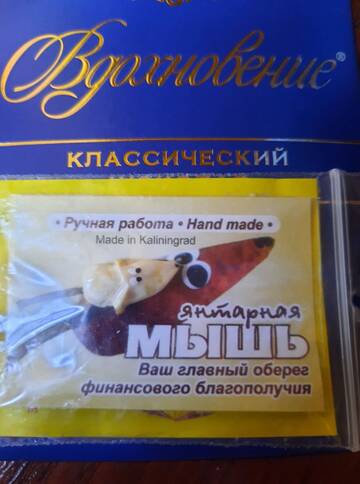 Вдохновение®
КЛАССИЧЕСКИЙ
• Ручная работа • Hand made •
Made in Kaliningrad
янтарная
МЫШЬ
Ваш главный оберег
финансового благополучия